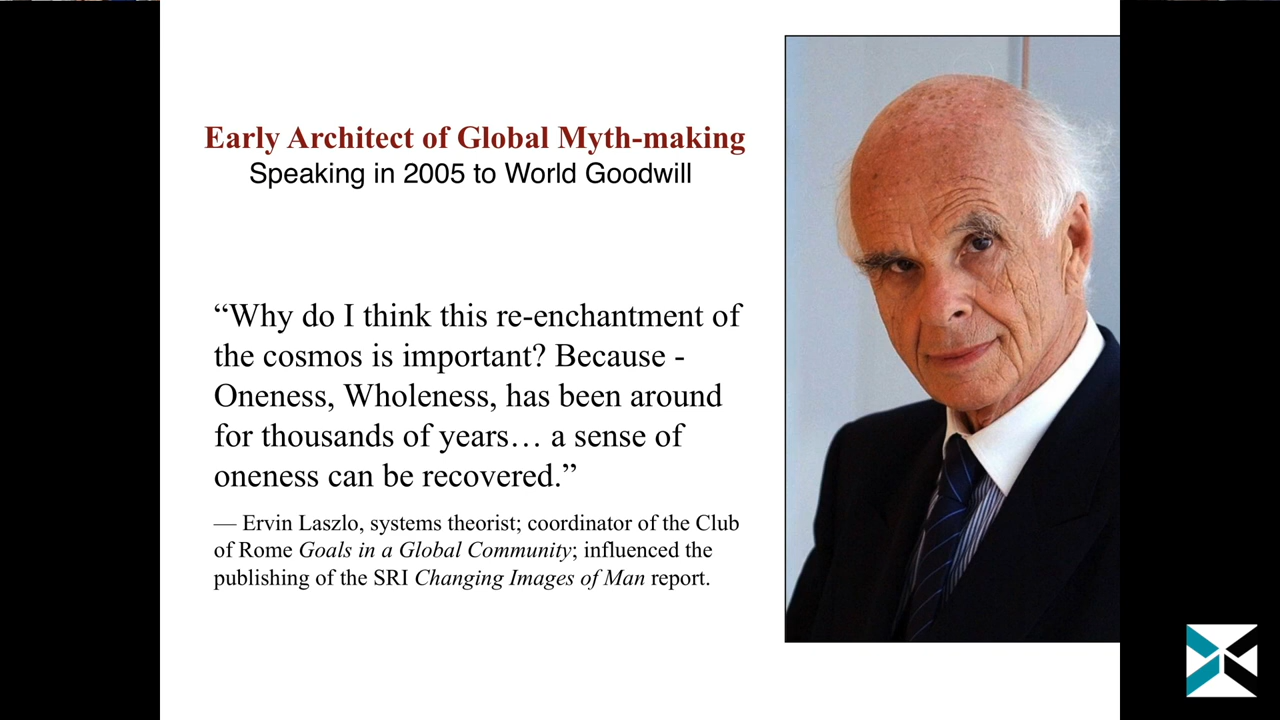 Early Architect of Global Myth-making
Speaking in 2005 to World Goodwill
“Why do I think this re-enchantment of
the cosmos is important? Because -
Oneness, Wholeness, has been around
for thousands of years… a sense of
oneness can be recovered.”
— Ervin Laszlo, systems theorist; coordinator of the Club
of Rome Goals in a Global Community; influenced the
publishing of the SRI Changing Images of Man report.